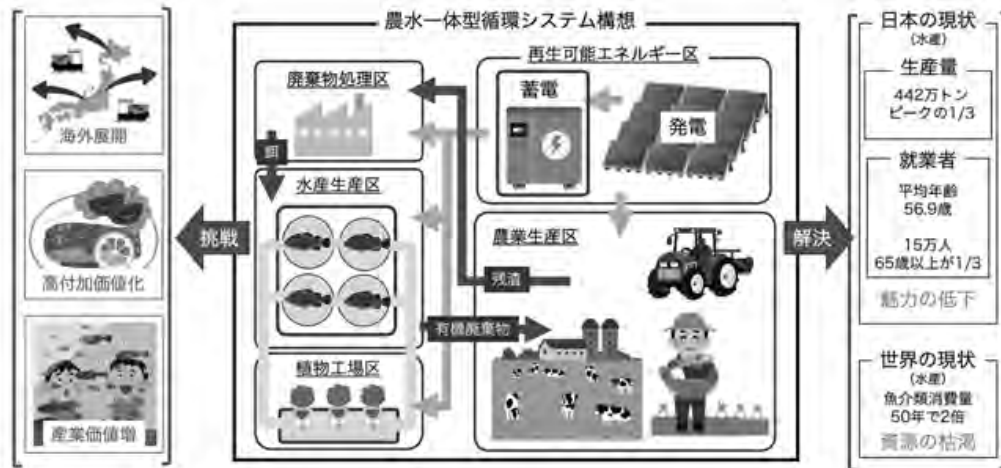 海外展開
高付加価値化
産業価値増
挑戦
農水一体型循環システム構想
廃棄物処理区
餌
水産生産区
植物工場区
再生可能エネルギー区
蓄電
発電
農業生産区
残渣
有機廃棄物
解決
日本の現状
(水産)
生産量
442万トン
ピークの1/3
就業者
平均年齢
56.9歳
15万人
65歳以上が1/3
魅力の低下
世界の現状
(水産)
魚介類消費量
50年で2倍
資源の枯渇